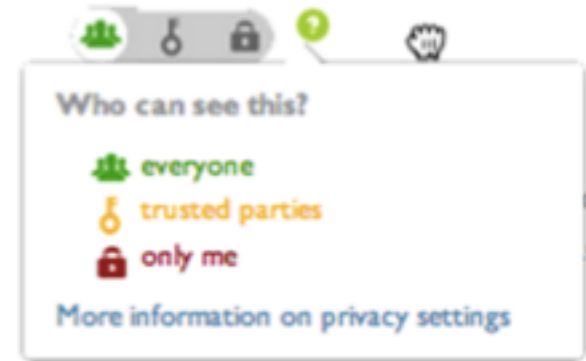 ?
Who can see this?
everyone
trusted parties
only me
More information on privacy settings